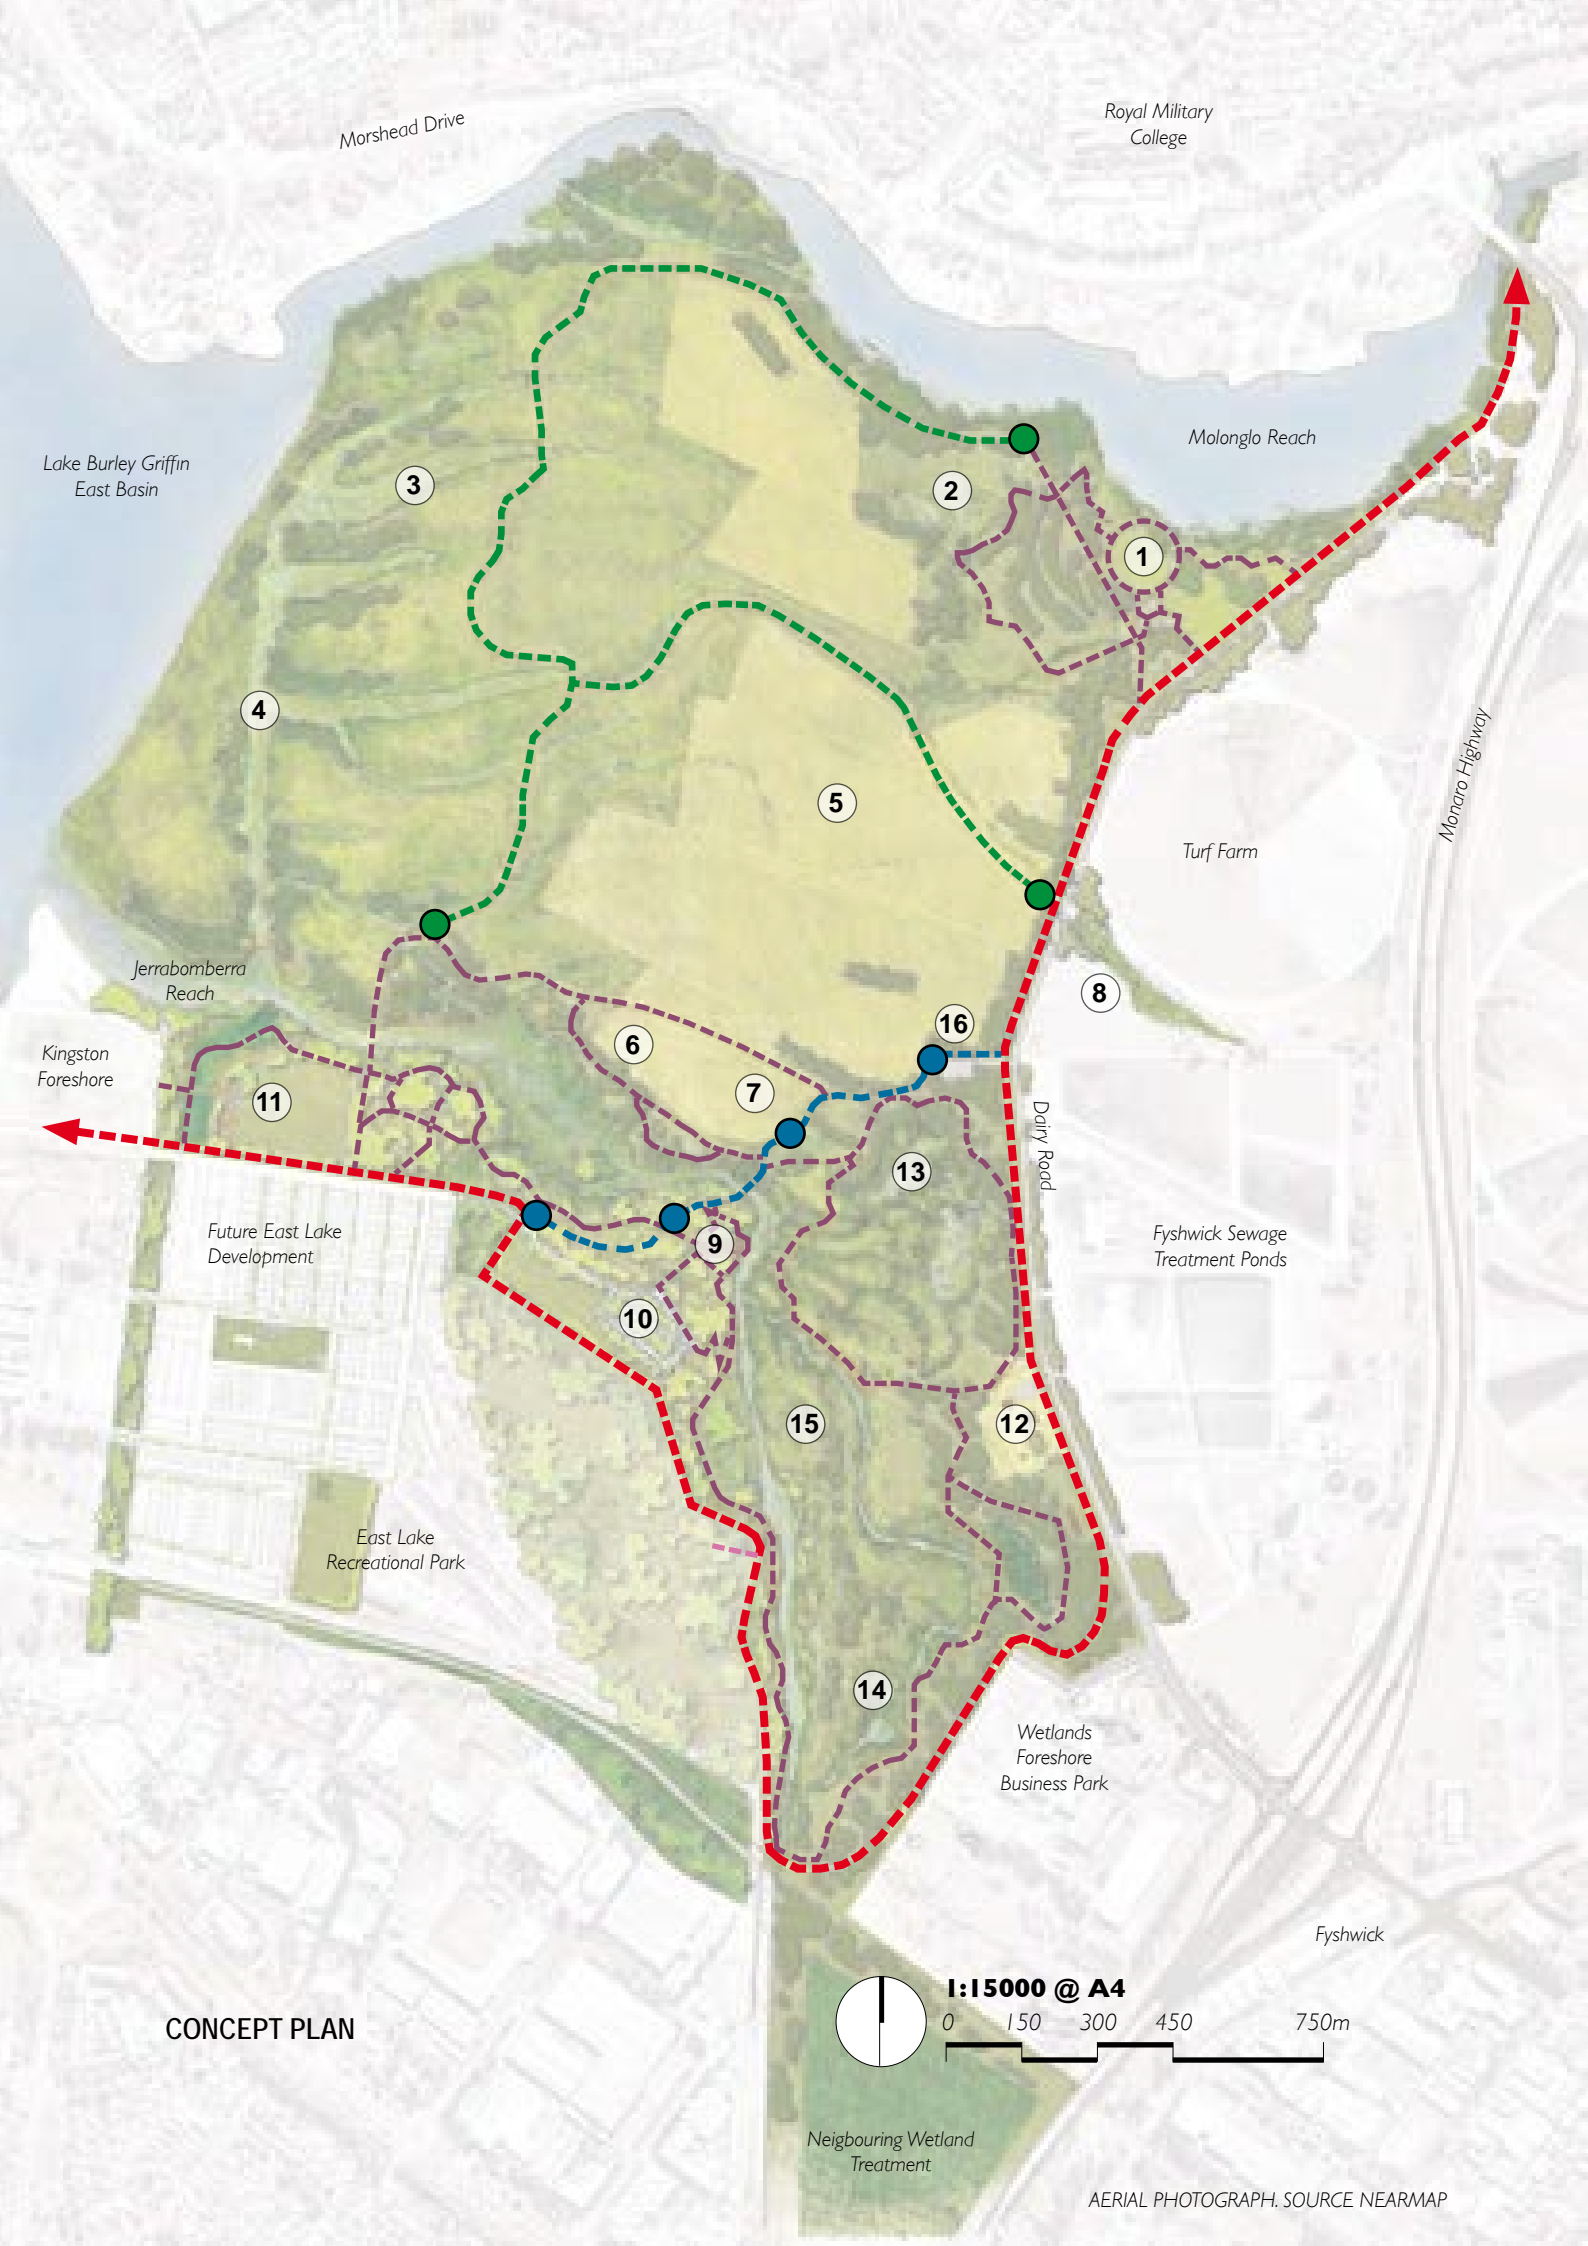 Morshead Drive
Royal Military
College
Molonglo Reach
Lake Burley Griffin
East Basin
3
2
1
4
Monaro Highway
5
Turf Farm
Jerrabomberra
Reach
8
16
6
Kingston
Foreshore
7
11
Dairy Road
13
Future East Lake
Development
9
Fyshwick Sewage
Treatment Ponds
10
15
12
East Lake
Recreational Park
14
Wetlands
Foreshore
Business Park
Fyshwick
1:15000 @ A4
0 150 300 450 750m
CONCEPT PLAN
Neigbouring Wetland
Treatment
AERIAL PHOTOGRAPH. SOURCE NEARMAP